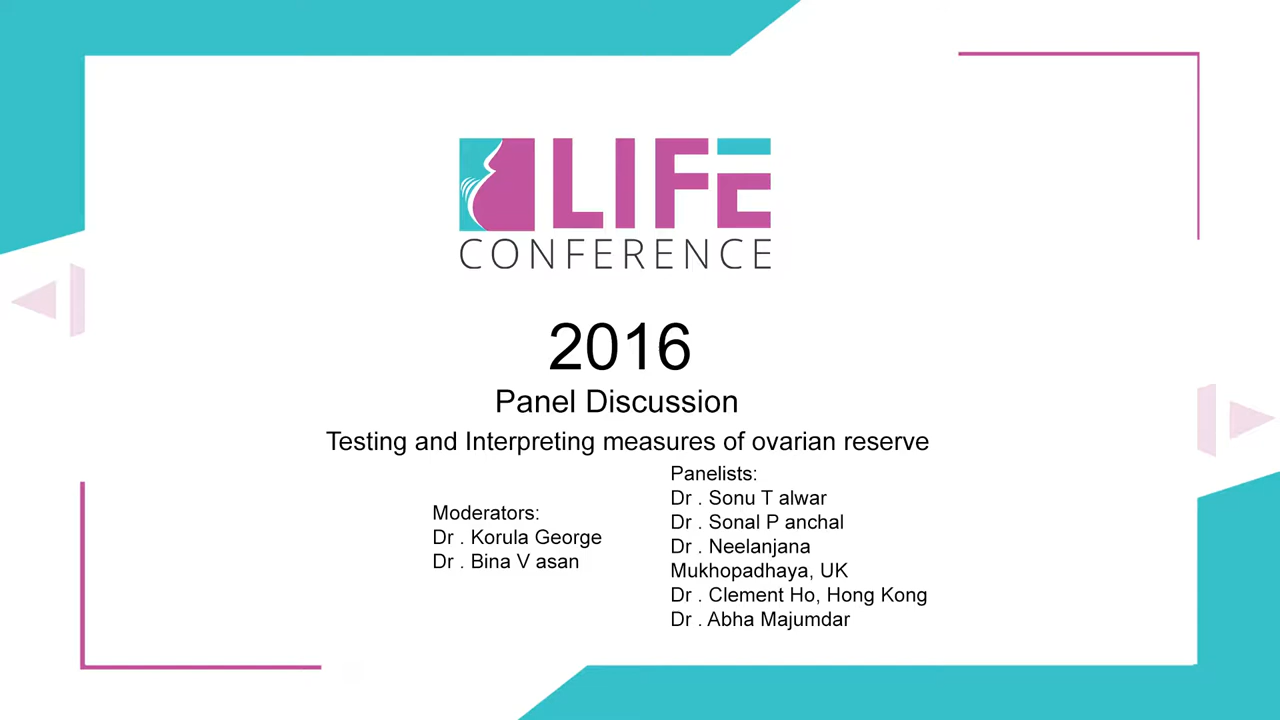 LIFE
CONFERENCE
2016
Panel Discussion
Testing and Interpreting measures of ovarian reserve
Moderators:
Dr . Korula George
Dr . Bina V asan
Panelists:
Dr . Sonu T alwar
Dr . Sonal P anchal
Dr . Neelanjana
Mukhopadhaya, UK
Dr . Clement Ho, Hong Kong
Dr . Abha Majumdar